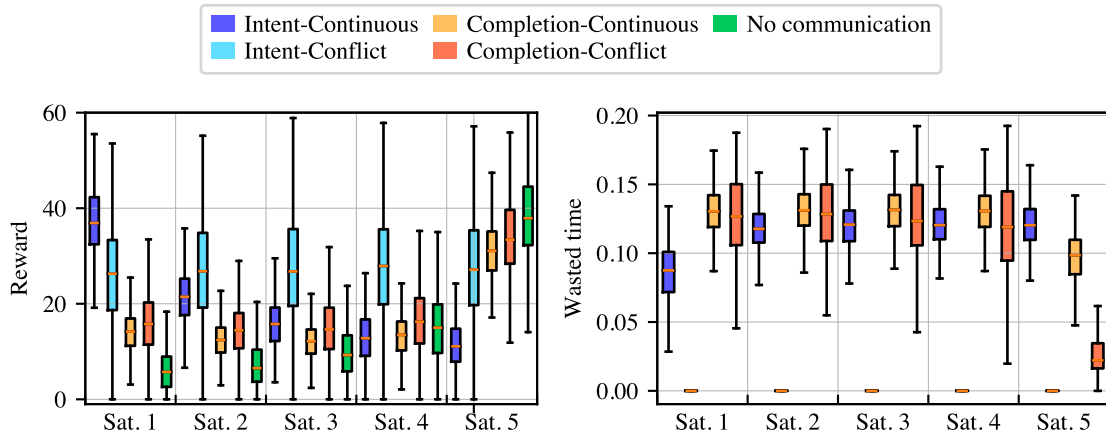 Intent-Continuous Completion-Continuous No communication
Intent-Conflict Completion-Conflict
Reward
60
40
20
0
Sat. 1 Sat. 2 Sat. 3 Sat. 4 Sat. 5
Wasted time
0.20
0.15
0.10
0.05
0.00
Sat. 1 Sat. 2 Sat. 3 Sat. 4 Sat. 5